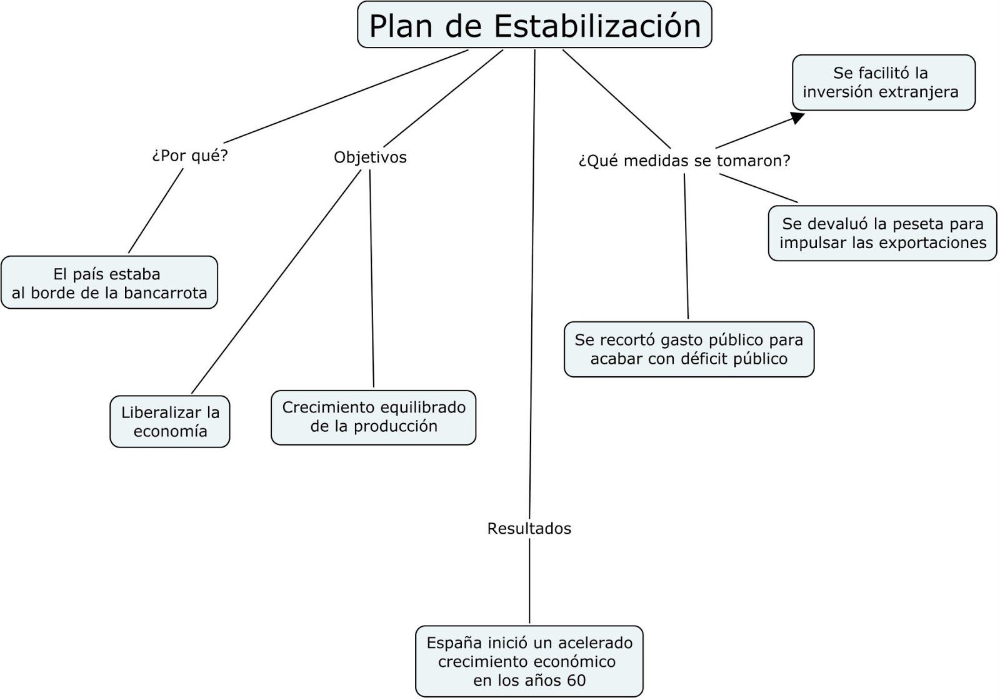 Plan de Estabilización
Se facilitó la
inversión extranjera
¿Por qué?
Objetivos
¿Qué medidas se tomaron?
Se devaluó la peseta para
impulsar las exportaciones
El país estaba
al borde de la bancarrota
Se recortó gasto público para
acabar con déficit público
Liberalizar la
economía
Crecimiento equilibrado
de la producción
Resultados
España inició un acelerado
crecimiento económico
en los años 60